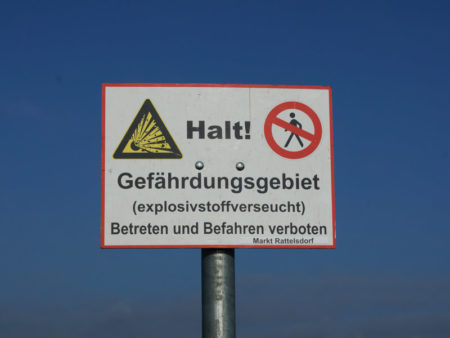 Halt!
Gefährdungsgebiet
(explosivstoffverseucht)
Betreten und Befahren verboten
Markt Rattelsdorf